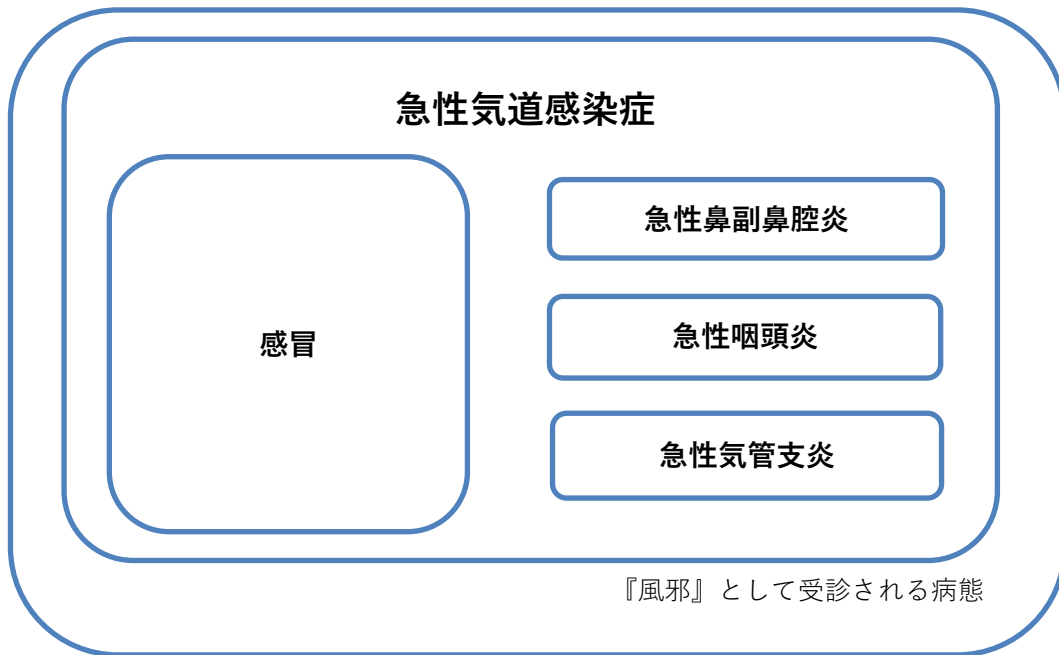 急性気道感染症
感冒
急性鼻副鼻腔炎
急性咽頭炎
急性気管支炎
『風邪』として受診される病態